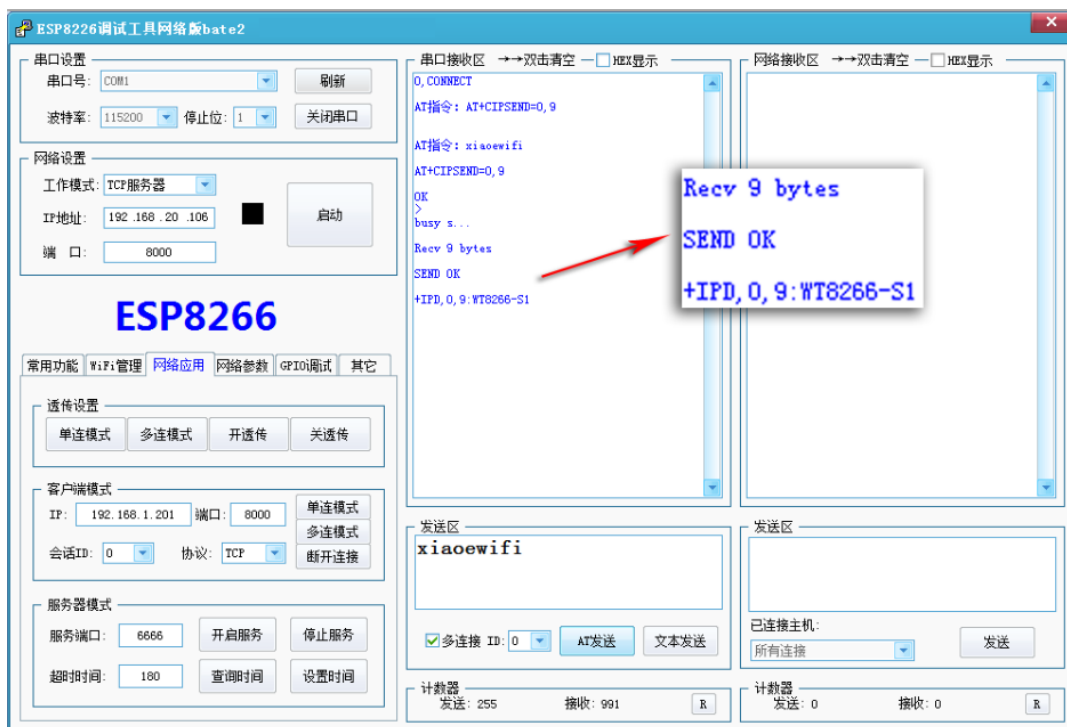 ESP8226调试工具网络版bate2
串口设置
串口号: COM1 刷新
波特率: 115200 停止位: 1 关闭串口
网络设置
工作模式: TCP服务器
IP地址: 192 .168 .20 .106 启动
端 口: 8000
ESP8266
常用功能 WiFi管理 网络应用 网络参数 GPIO调试 其它
透传设置
单连模式 多连模式 开透传 关透传
客户端模式
IP: 192.168.1.201 端口: 8000 单连模式
多连模式
会话ID: 0 协议: TCP 断开连接
服务器模式
服务端口: 6666 开启服务 停止服务
超时时间: 180 查询时间 设置时间
串口接收区 →→双击清空 HEX显示
0,CONNECT
AT指令: AT+CIPSEND=0,9
AT指令: xiaoewifi
AT+CIPSEND=0,9
OK
>
busy s...
Recv 9 bytes
SEND OK
+IPD,0,9:WT8266-S1
Recv 9 bytes
SEND OK
+IPD,0,9:WT8266-S1
发送区
xiaoewifi
多连接 ID: 0 AT发送 文本发送
计数器
发送: 255 接收: 991 R
网络接收区 →→双击清空 HEX显示
发送区
已连接主机:
所有连接 发送
计数器
发送: 0 接收: 0 R